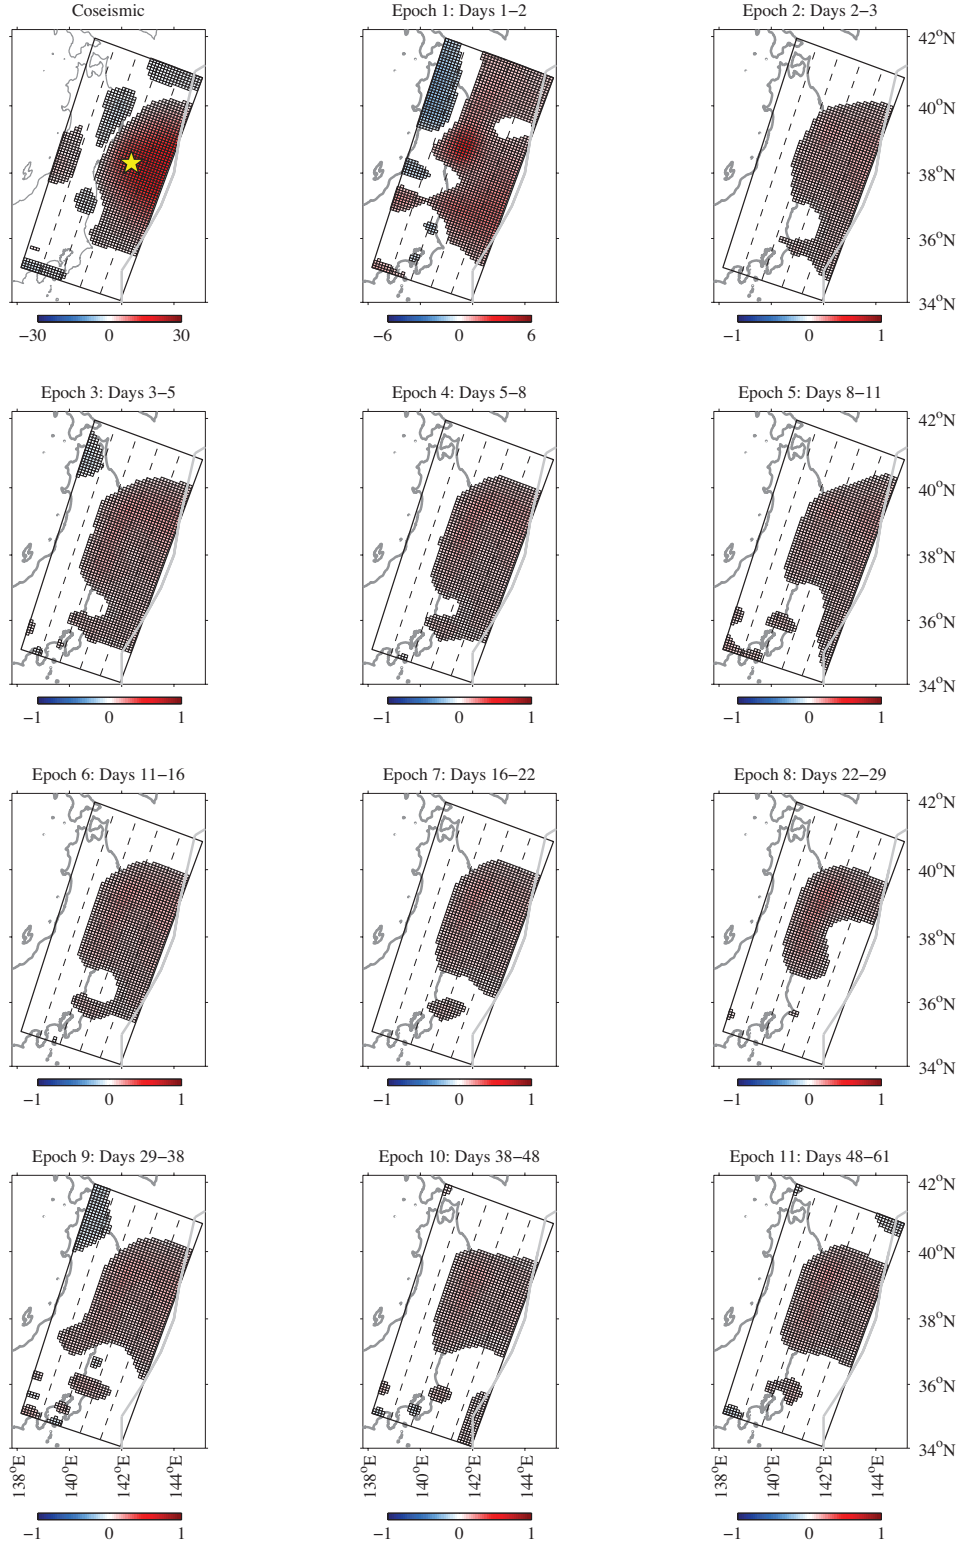 Coseismic Epoch 1: Days 1−2 Epoch 2: Days 2−3
42°N
40°N
38°N
36°N
34°N
−30 0 30 −6 0 6 −1 0 1
Epoch 3: Days 3−5 Epoch 4: Days 5−8 Epoch 5: Days 8−11
42°N
40°N
38°N
36°N
34°N
−1 0 1 −1 0 1 −1 0 1
Epoch 6: Days 11−16 Epoch 7: Days 16−22 Epoch 8: Days 22−29
42°N
40°N
38°N
36°N
34°N
−1 0 1 −1 0 1 −1 0 1
Epoch 9: Days 29−38 Epoch 10: Days 38−48 Epoch 11: Days 48−61
42°N
40°N
38°N
36°N
34°N
138°E 140°E 142°E 144°E 138°E 140°E 142°E 144°E 138°E 140°E 142°E 144°E
−1 0 1 −1 0 1 −1 0 1